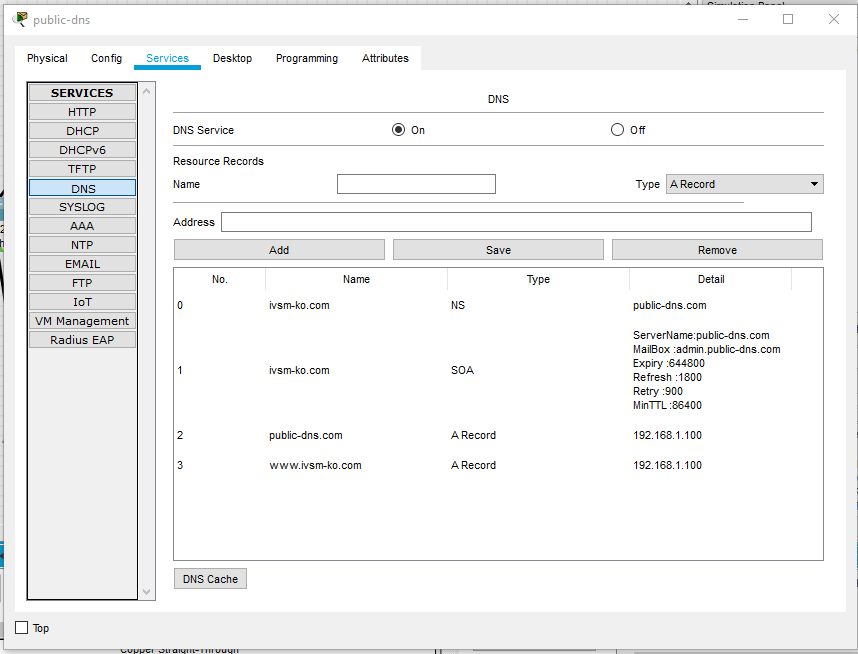 public-dns
Physical Config Services Desktop Programming Attributes
SERVICES
HTTP
DHCP
DHCPv6
TFTP
DNS
SYSLOG
AAA
NTP
EMAIL
FTP
IoT
VM Management
Radius EAP
DNS
DNS Service On Off
Resource Records
Name Type A Record
Address
Add Save Remove
No. Name Type Detail
0 ivsm-ko.com NS public-dns.com
1 ivsm-ko.com SOA
ServerName:public-dns.com
MailBox :admin.public-dns.com
Expiry :644800
Refresh :1800
Retry :900
MinTTL :86400
2 public-dns.com A Record 192.168.1.100
3 www.ivsm-ko.com A Record 192.168.1.100
DNS Cache
Top
Copper Straight-Through